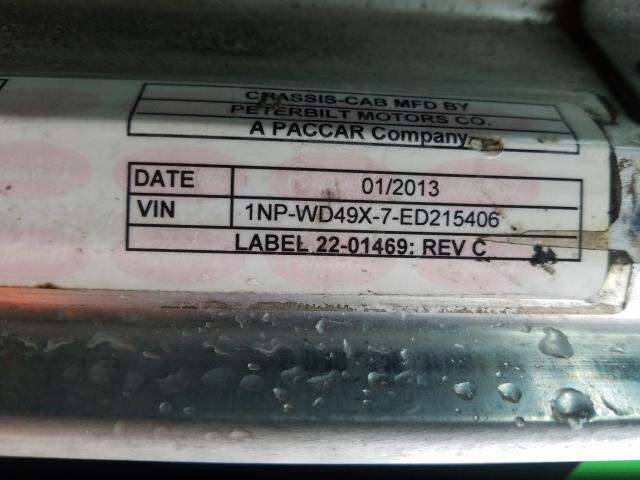 CHASSIS-CAB MFD BY
PETERBILT MOTORS CO.
A PACCAR Company
DATE 01/2013
VIN 1NP-WD49X-7-ED215406
LABEL 22-01469: REV C